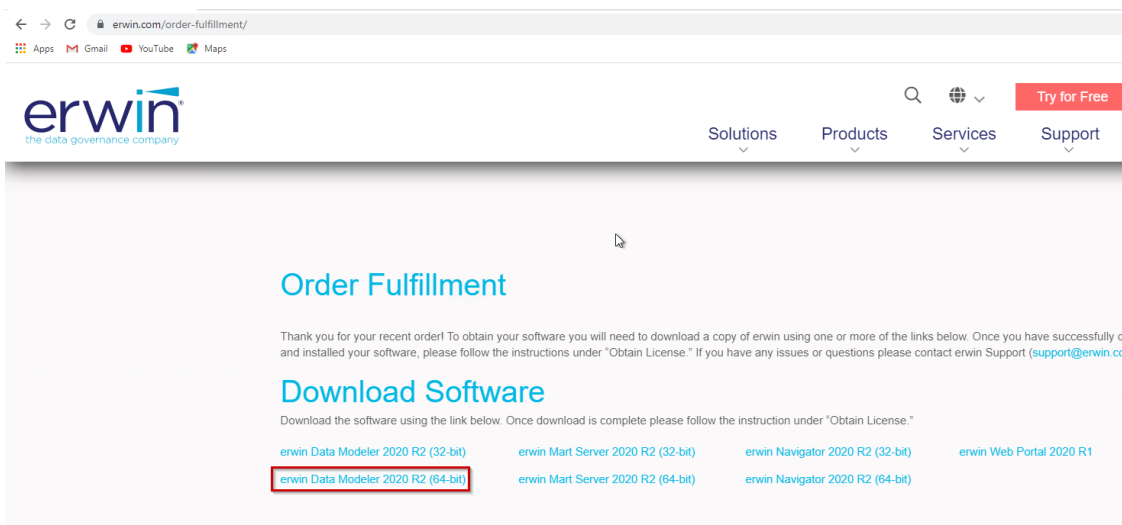 erwin.com/order-fulfillment/
Apps Gmail YouTube Maps
erwin®
the data governance company
Try for Free
Solutions Products Services Support
Order Fulfillment
Thank you for your recent order! To obtain your software you will need to download a copy of erwin using one or more of the links below. Once you have successfully
and installed your software, please follow the instructions under “Obtain License.” If you have any issues or questions please contact erwin Support (support@erwin.co
Download Software
Download the software using the link below. Once download is complete please follow the instruction under “Obtain License.”
erwin Data Modeler 2020 R2 (32-bit) erwin Mart Server 2020 R2 (32-bit) erwin Navigator 2020 R2 (32-bit) erwin Web Portal 2020 R1
erwin Data Modeler 2020 R2 (64-bit) erwin Mart Server 2020 R2 (64-bit) erwin Navigator 2020 R2 (64-bit)